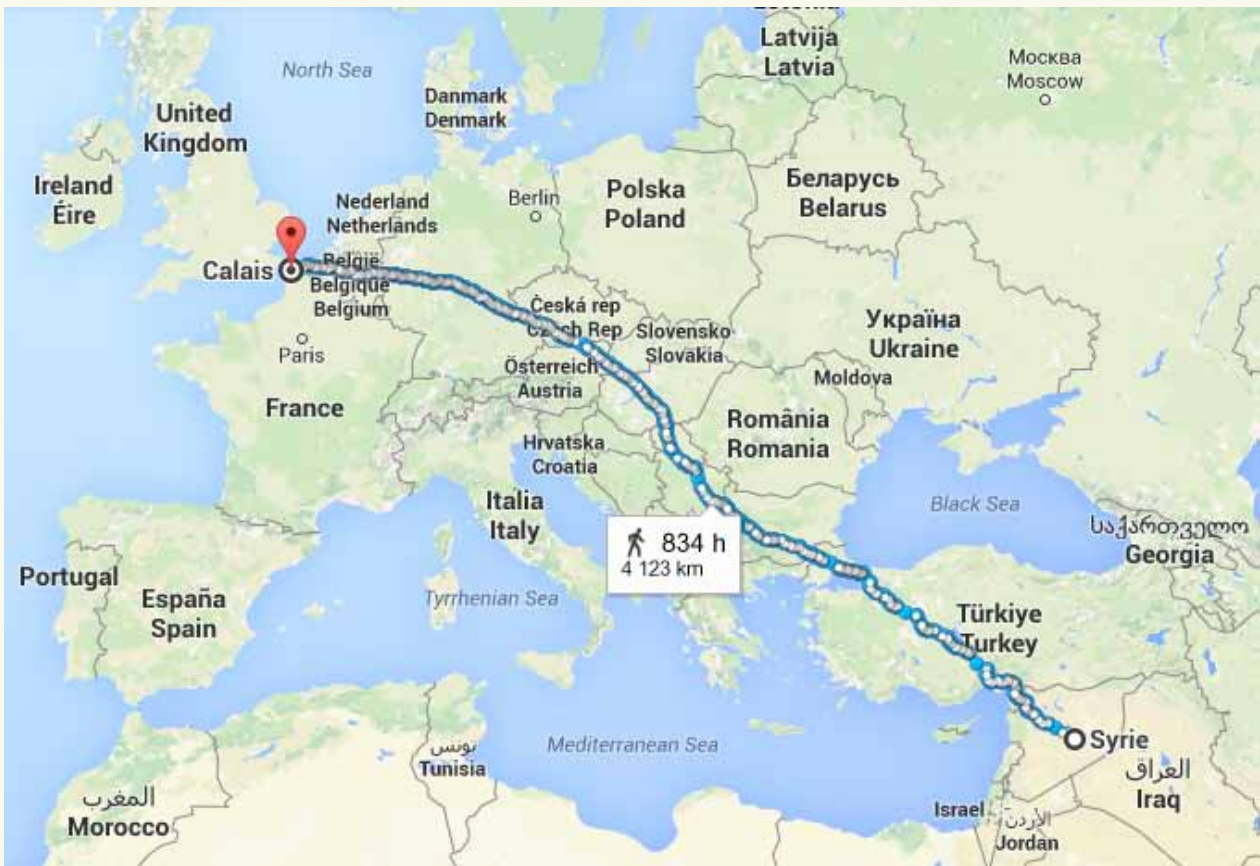 Estonia
Latvija
Latvia
Москва
Moscow
North Sea
Danmark
Denmark
United
Kingdom
Ireland
Éire
Nederland
Netherlands
Berlin
Polska
Poland
Беларусь
Belarus
Calais
België
Belgique
Belgium
Paris
Česká rep
Czech Rep
Slovensko
Slovakia
Україна
Ukraine
Österreich
Austria
Moldova
France
România
Romania
Hrvatska
Croatia
Italia
Italy
Black Sea
საქართველო
Georgia
834 h
4 123 km
Portugal
España
Spain
Tyrrhenian Sea
Türkiye
Turkey
Mediterranean Sea
Syrie
تونس
Tunisia
العراق
Iraq
المغرب
Morocco
Israel
الأردن
Jordan